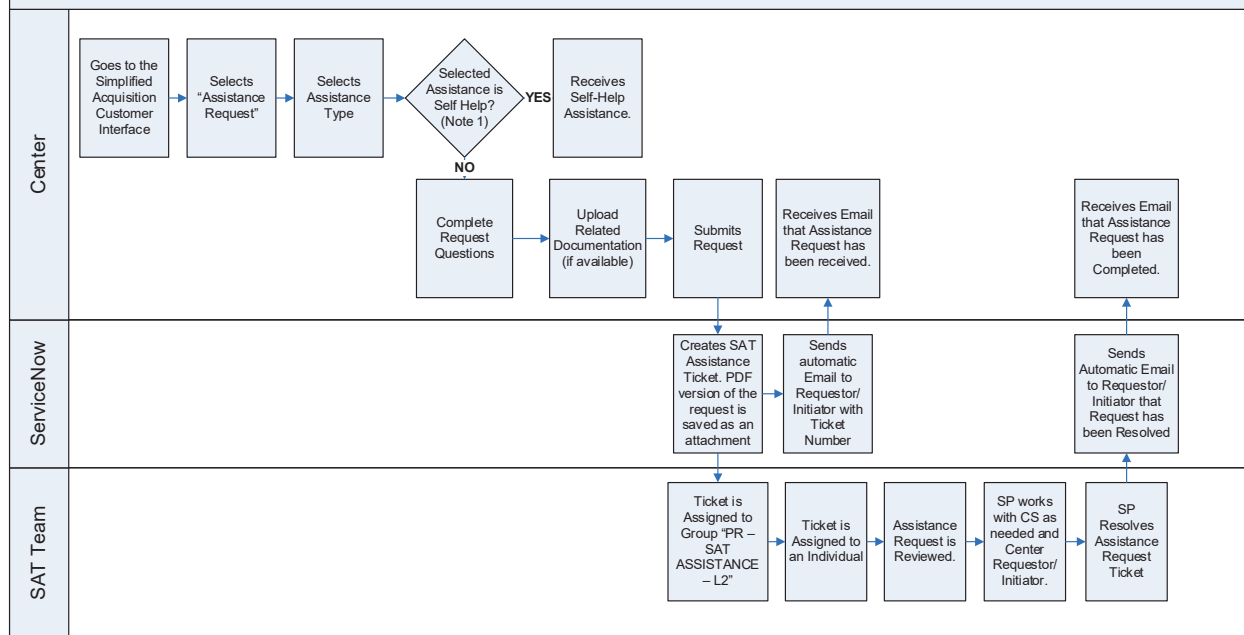 Center
Goes to the
Simplified
Acquisition
Customer
Interface
Selects
“Assistance
Request”
Selects
Assistance
Type
Selected
Assistance is
Self Help?
(Note 1)
YES
Receives
Self-Help
Assistance.
NO
Complete
Request
Questions
Upload
Related
Documentation
(if available)
Submits
Request
Receives Email
that Assistance
Request has
been received.
Receives Email
that Assistance
Request has
been
Completed.
ServiceNow
Creates SAT
Assistance
Ticket. PDF
version of the
request is
saved as an
attachment
Sends
automatic
Email to
Requestor/
Initiator with
Ticket
Number
Sends
Automatic Email
to Requestor/
Initiator that
Request has
been Resolved
SAT Team
Ticket is
Assigned to
Group “PR –
SAT
ASSISTANCE
– L2”
Ticket is
Assigned to
an Individual
Assistance
Request is
Reviewed.
SP works
with CS as
needed and
Center
Requestor/
Initiator.
SP
Resolves
Assistance
Request
Ticket